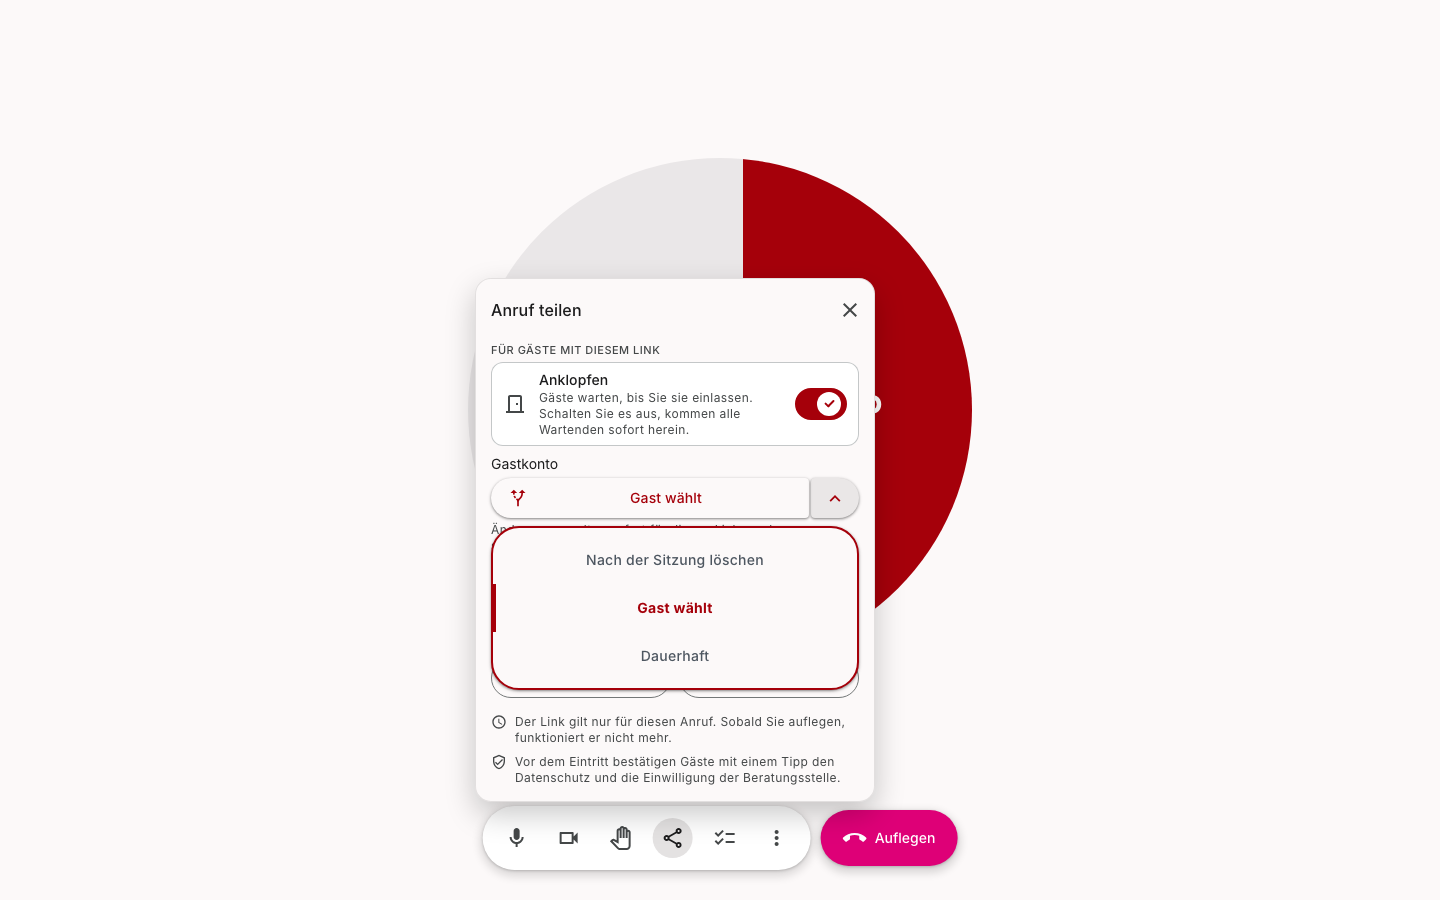 Anruf teilen
FÜR GÄSTE MIT DIESEM LINK
Anklopfen
Gäste warten, bis Sie sie einlassen.
Schalten Sie es aus, kommen alle
Wartenden sofort herein.
Gastkonto
Gast wählt
Nach der Sitzung löschen
Gast wählt
Dauerhaft
Der Link gilt nur für diesen Anruf. Sobald Sie auflegen,
funktioniert er nicht mehr.
Vor dem Eintritt bestätigen Gäste mit einem Tipp den
Datenschutz und die Einwilligung der Beratungsstelle.
Auflegen